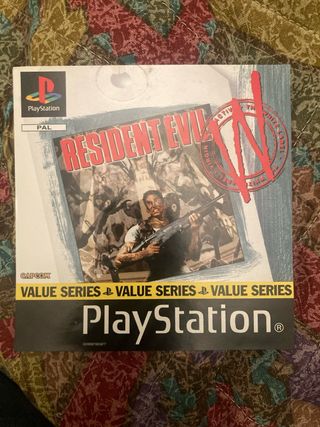 PlayStation
PAL
RESIDENT EVIL
W
CAPCOM
VALUE SERIES VALUE SERIES VALUE SERIES
PlayStation®